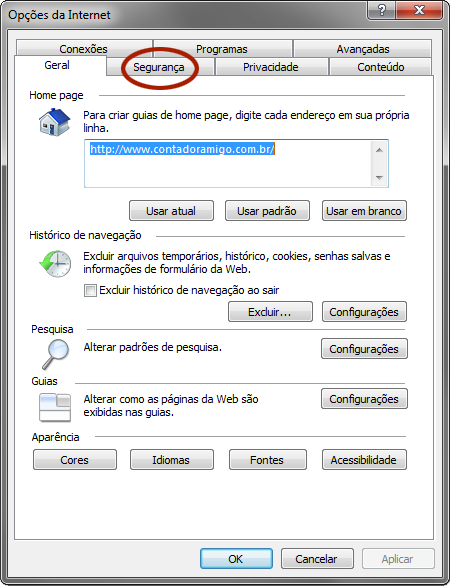 Opções da Internet
Conexões
Programas
Avançadas
Geral
Segurança
Privacidade
Conteúdo
Home page
Para criar guias de home page, digite cada endereço em sua própria
linha.
http://www.contadoramigo.com.br/
Usar atual
Usar padrão
Usar em branco
Histórico de navegação
Excluir arquivos temporários, histórico, cookies, senhas salvas e
informações de formulário da Web.
Excluir histórico de navegação ao sair
Excluir...
Configurações
Pesquisa
Alterar padrões de pesquisa.
Configurações
Guias
Alterar como as páginas da Web são
exibidas nas guias.
Configurações
Aparência
Cores
Idiomas
Fontes
Acessibilidade
OK
Cancelar
Aplicar